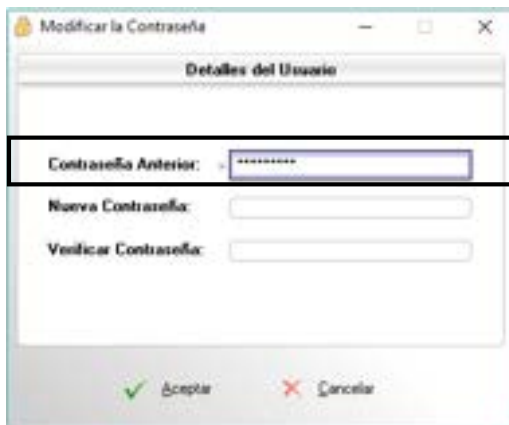 Modificar la Contraseña
Detalles del Usuario
Contraseña Anterior: *********
Nueva Contraseña:
Verificar Contraseña:
Aceptar Cancelar